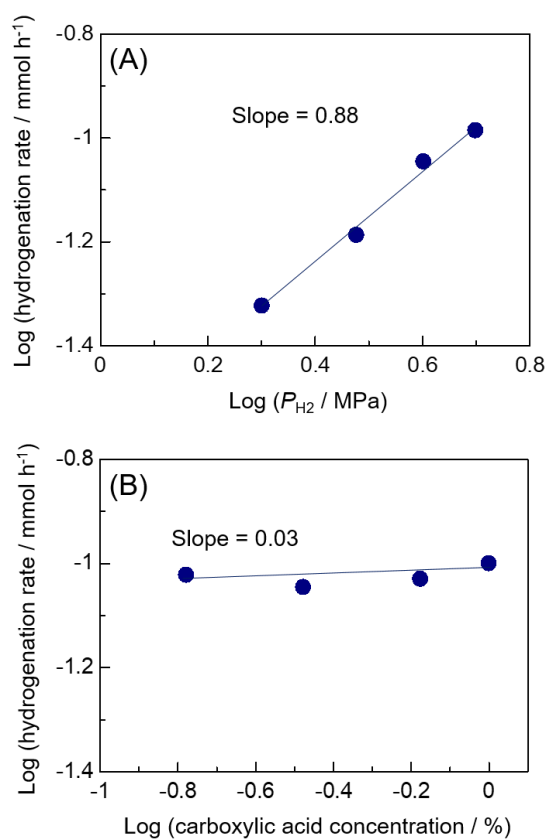 (A)
Slope = 0.88
Log (hydrogenation rate / mmol h⁻¹)
-0.8
-1
-1.2
-1.4
0
0.2
0.4
0.6
0.8
Log (P_H2 / MPa)
(B)
Slope = 0.03
Log (hydrogenation rate / mmol h⁻¹)
-0.8
-1
-1.2
-1.4
-1
-0.8
-0.6
-0.4
-0.2
0
Log (carboxylic acid concentration / %)